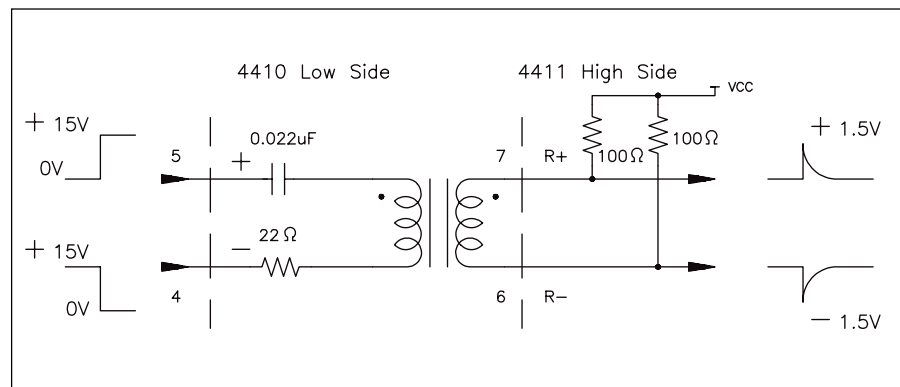 4410 Low Side
4411 High Side
VCC
+ 15V
0V
5
+
0.022uF
7
R+
100Ω
100Ω
+ 1.5V
+ 15V
0V
4
−
22Ω
6
R−
− 1.5V